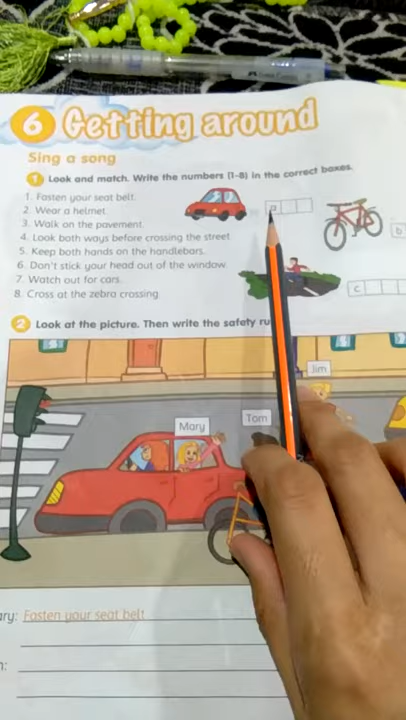 6 Getting around
Sing a song
1 Look and match. Write the numbers (1-8) in the correct boxes.
1. Fasten your seat belt.
2. Wear a helmet.
3. Walk on the pavement.
4. Look both ways before crossing the street.
5. Keep both hands on the handlebars.
6. Don't stick your head out of the window.
7. Watch out for cars.
8. Cross at the zebra crossing.
a
b
c
2 Look at the picture. Then write the safety ru
Jim
Tom
Mary
ary: Fasten your seat belt